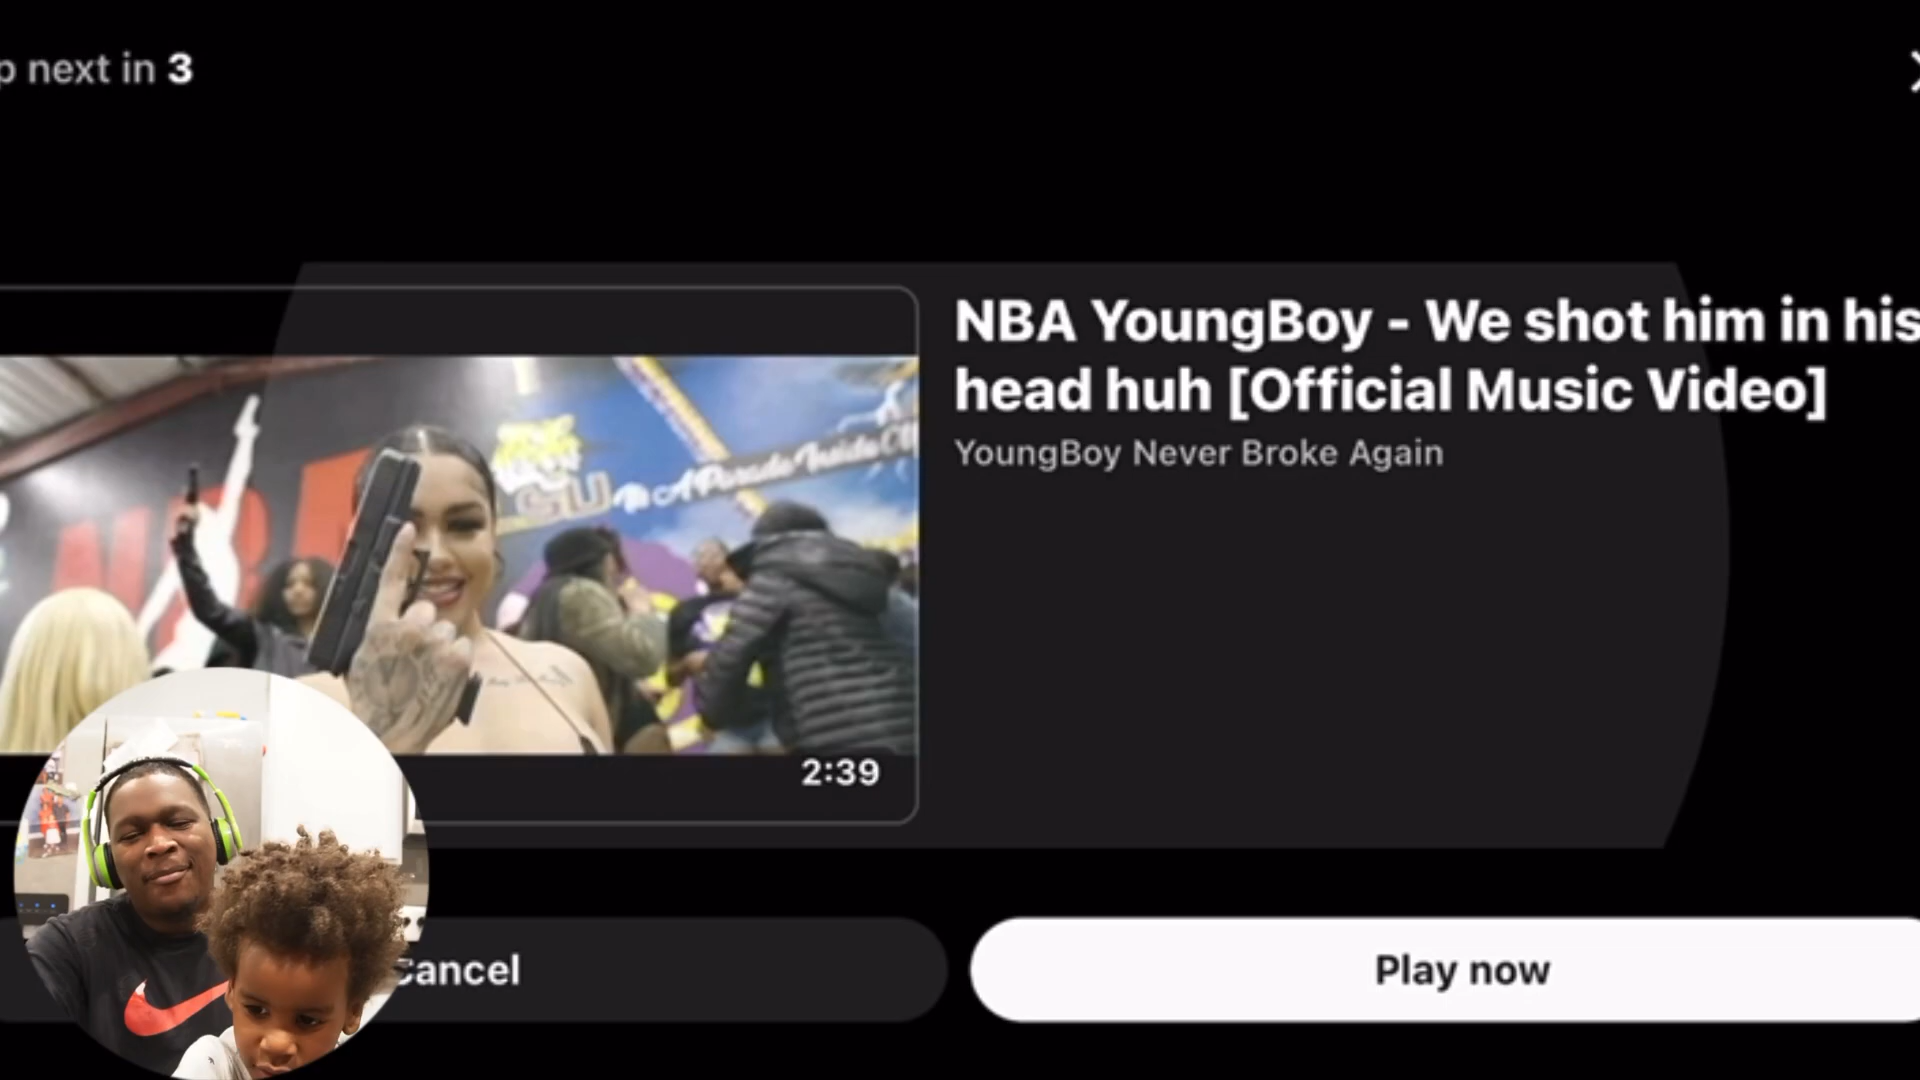 p next in 3
NBA YoungBoy - We shot him in his
head huh [Official Music Video]
YoungBoy Never Broke Again
NBA
2:39
Cancel
Play now